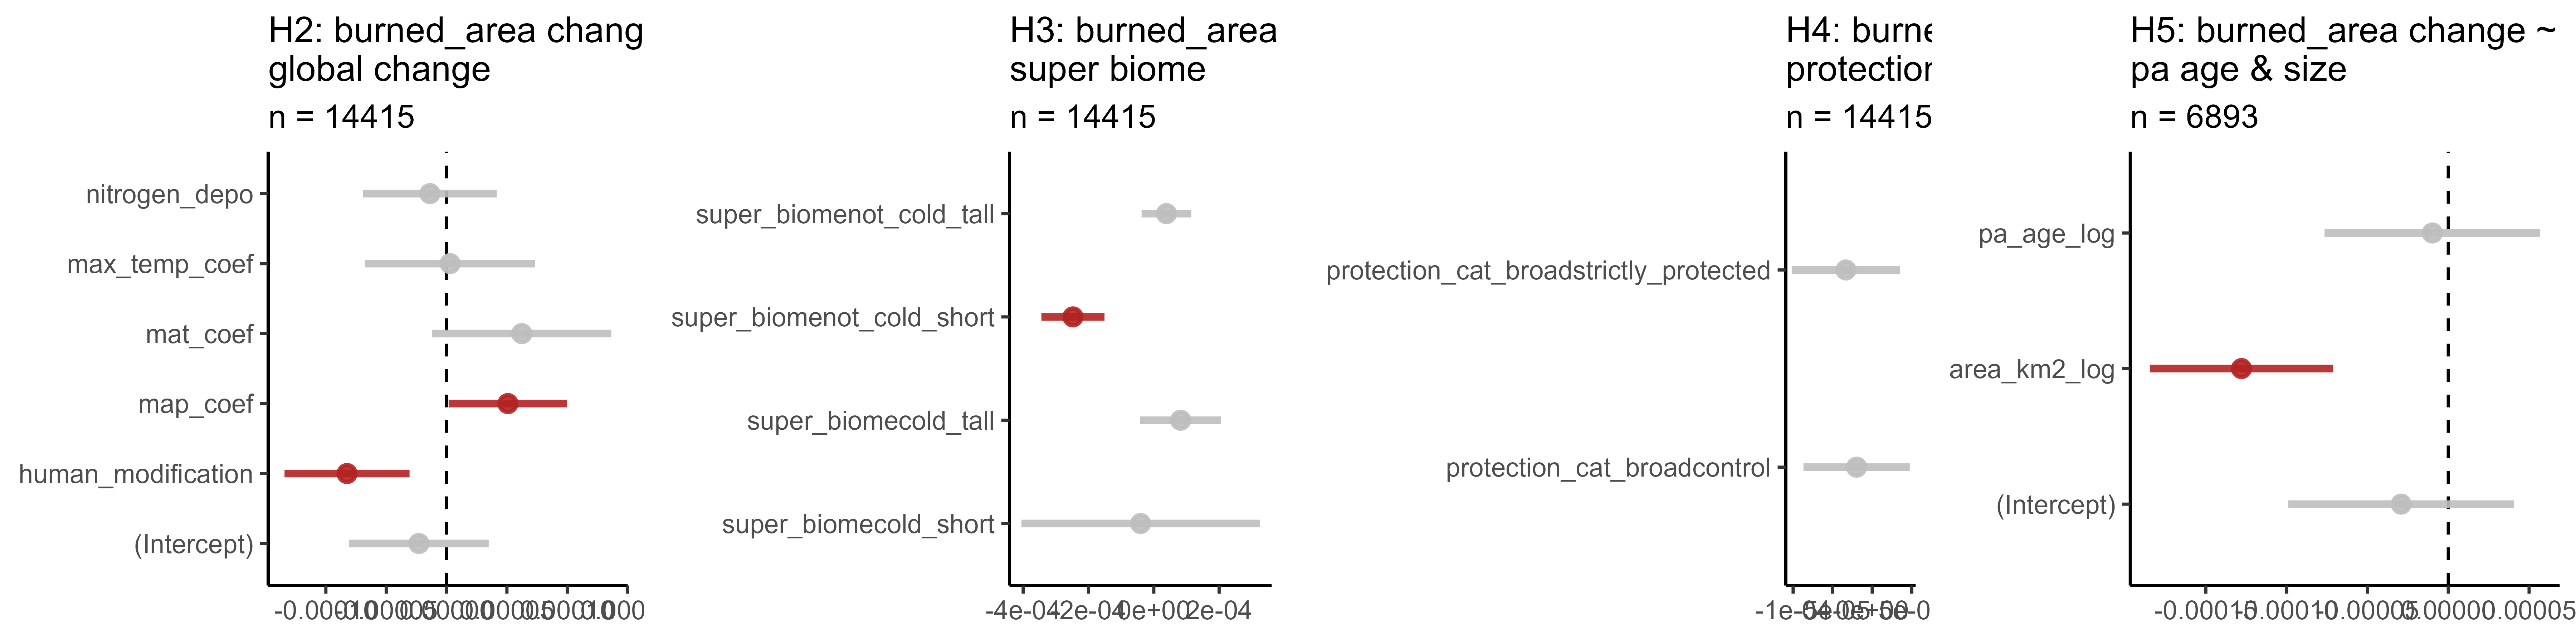 H2: burned_area chang
global change
n = 14415
nitrogen_depo
max_temp_coef
mat_coef
map_coef
human_modification
(Intercept)
H3: burned_area
super biome
n = 14415
super_biomenot_cold_tall
super_biomenot_cold_short
super_biomecold_tall
super_biomecold_short
-4e-04 -2e-04 0e+00 2e-04
H4: burne
protection
n = 14415
protection_cat_broadstrictly_protected
protection_cat_broadcontrol
H5: burned_area change ~
pa age & size
n = 6893
pa_age_log
area_km2_log
(Intercept)
-0.00015 -0.00010 -0.00005 0.00000 0.00005